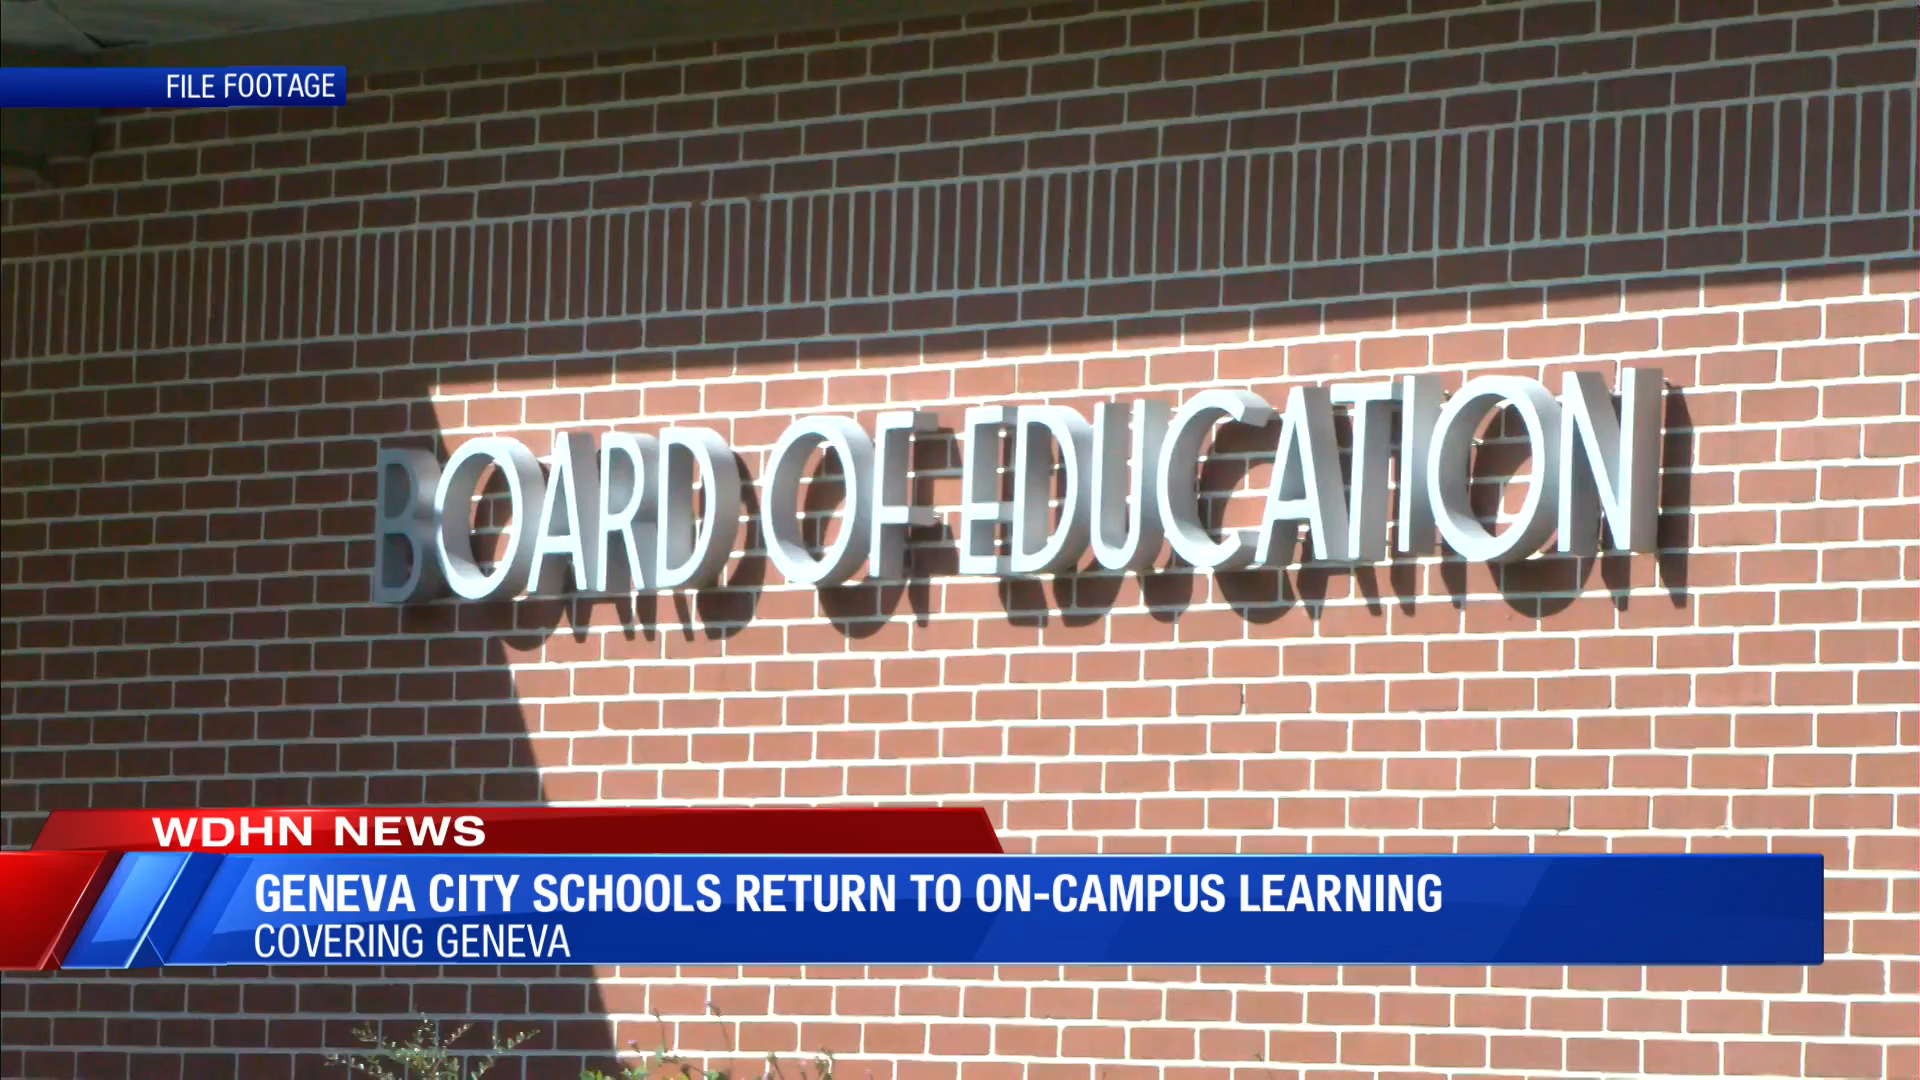 FILE FOOTAGE
BOARD OF EDUCATION
WDHN NEWS
GENEVA CITY SCHOOLS RETURN TO ON-CAMPUS LEARNING
COVERING GENEVA